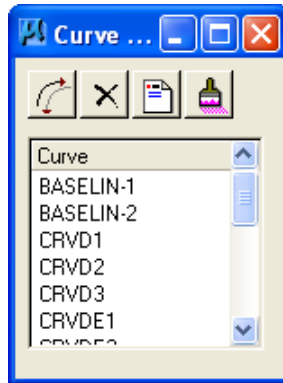 Curve ...
Curve
BASELIN-1
BASELIN-2
CRVD1
CRVD2
CRVD3
CRVDE1